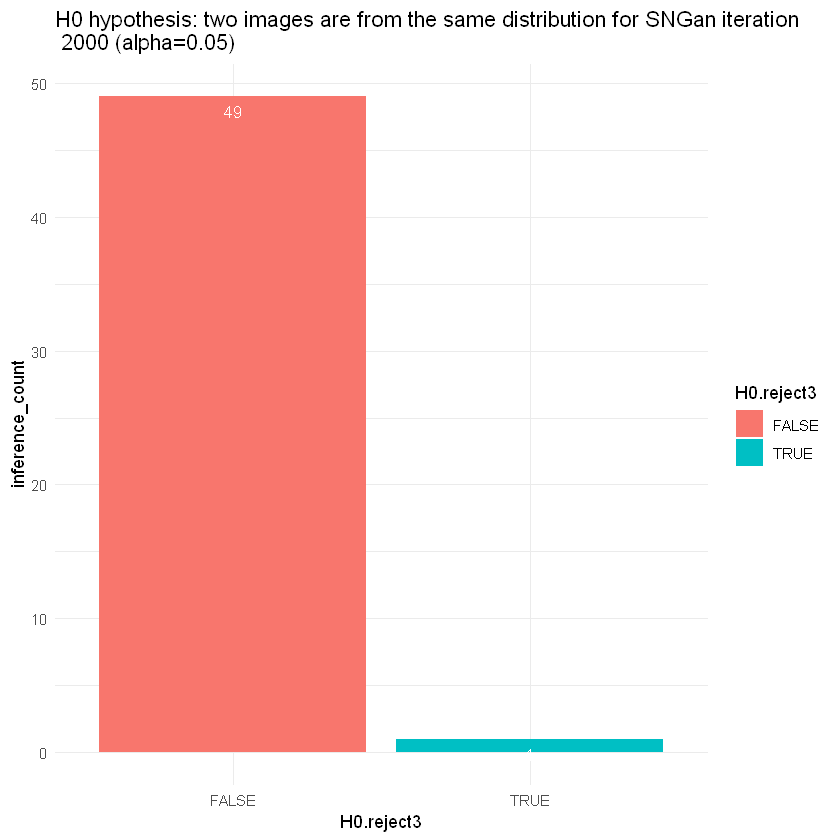 H0 hypothesis: two images are from the same distribution for SNGan iteration
2000 (alpha=0.05)
50
40
30
20
10
0
inference_count
49
1
FALSE
TRUE
H0.reject3
H0.reject3
FALSE
TRUE